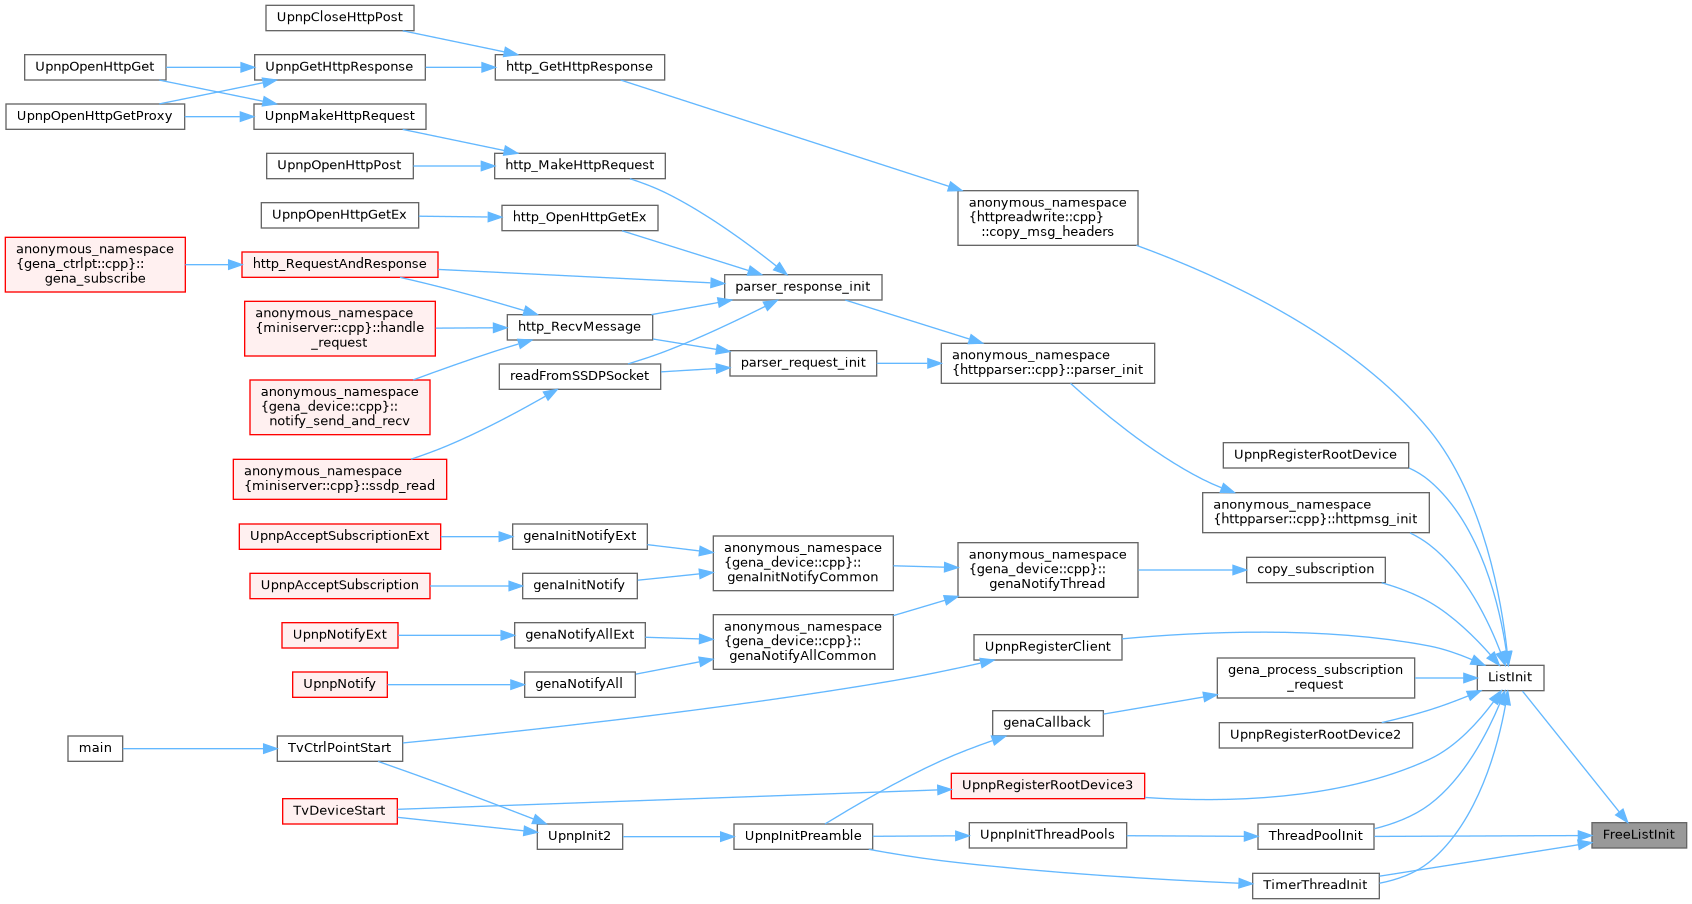 UpnpCloseHttpPost
UpnpOpenHttpGet
UpnpGetHttpResponse
http_GetHttpResponse
UpnpOpenHttpGetProxy
UpnpMakeHttpRequest
UpnpOpenHttpPost
http_MakeHttpRequest
anonymous_namespace
{httpreadwrite::cpp}
::copy_msg_headers
UpnpOpenHttpGetEx
http_OpenHttpGetEx
anonymous_namespace
{gena_ctrlpt::cpp}::
gena_subscribe
http_RequestAndResponse
parser_response_init
anonymous_namespace
{miniserver::cpp}::handle
_request
http_RecvMessage
anonymous_namespace
{httpparser::cpp}::parser_init
parser_request_init
readFromSSDPSocket
anonymous_namespace
{gena_device::cpp}::
notify_send_and_recv
anonymous_namespace
{miniserver::cpp}::ssdp_read
UpnpRegisterRootDevice
anonymous_namespace
{httpparser::cpp}::httpmsg_init
UpnpAcceptSubscriptionExt
genaInitNotifyExt
anonymous_namespace
{gena_device::cpp}::
genaInitNotifyCommon
anonymous_namespace
{gena_device::cpp}::
genaNotifyThread
copy_subscription
UpnpAcceptSubscription
genaInitNotify
UpnpNotifyExt
genaNotifyAllExt
anonymous_namespace
{gena_device::cpp}::
genaNotifyAllCommon
UpnpRegisterClient
gena_process_subscription
_request
ListInit
UpnpNotify
genaNotifyAll
genaCallback
UpnpRegisterRootDevice2
main
TvCtrlPointStart
UpnpRegisterRootDevice3
TvDeviceStart
UpnpInit2
UpnpInitPreamble
UpnpInitThreadPools
ThreadPoolInit
FreeListInit
TimerThreadInit